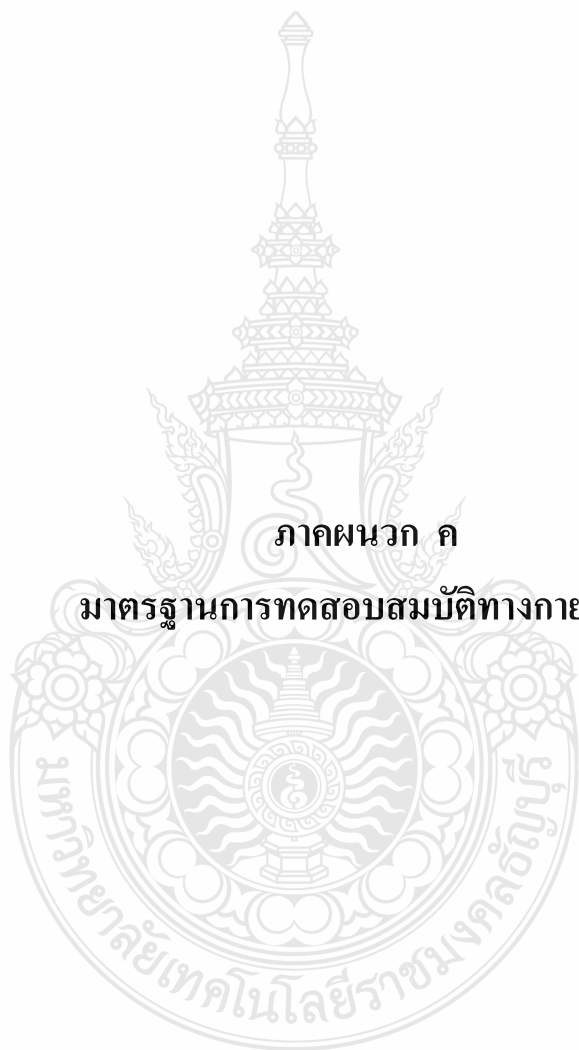 ภาคผนวก ค
มาตรฐานการทดสอบสมบัติทางกาย
มหาวิทยาลัยเทคโนโลยีราชมงคลธัญบุรี